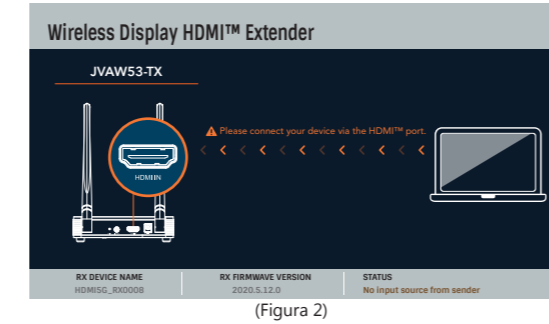 Wireless Display HDMI™ Extender
JVAW53-TX
Please connect your device via the HDMI™ port.
HDMI IN
RX DEVICE NAME
RX FIRMWAVE VERSION
STATUS
HDMI5G_RX0008
2020.5.12.0
No input source from sender
(Figura 2)